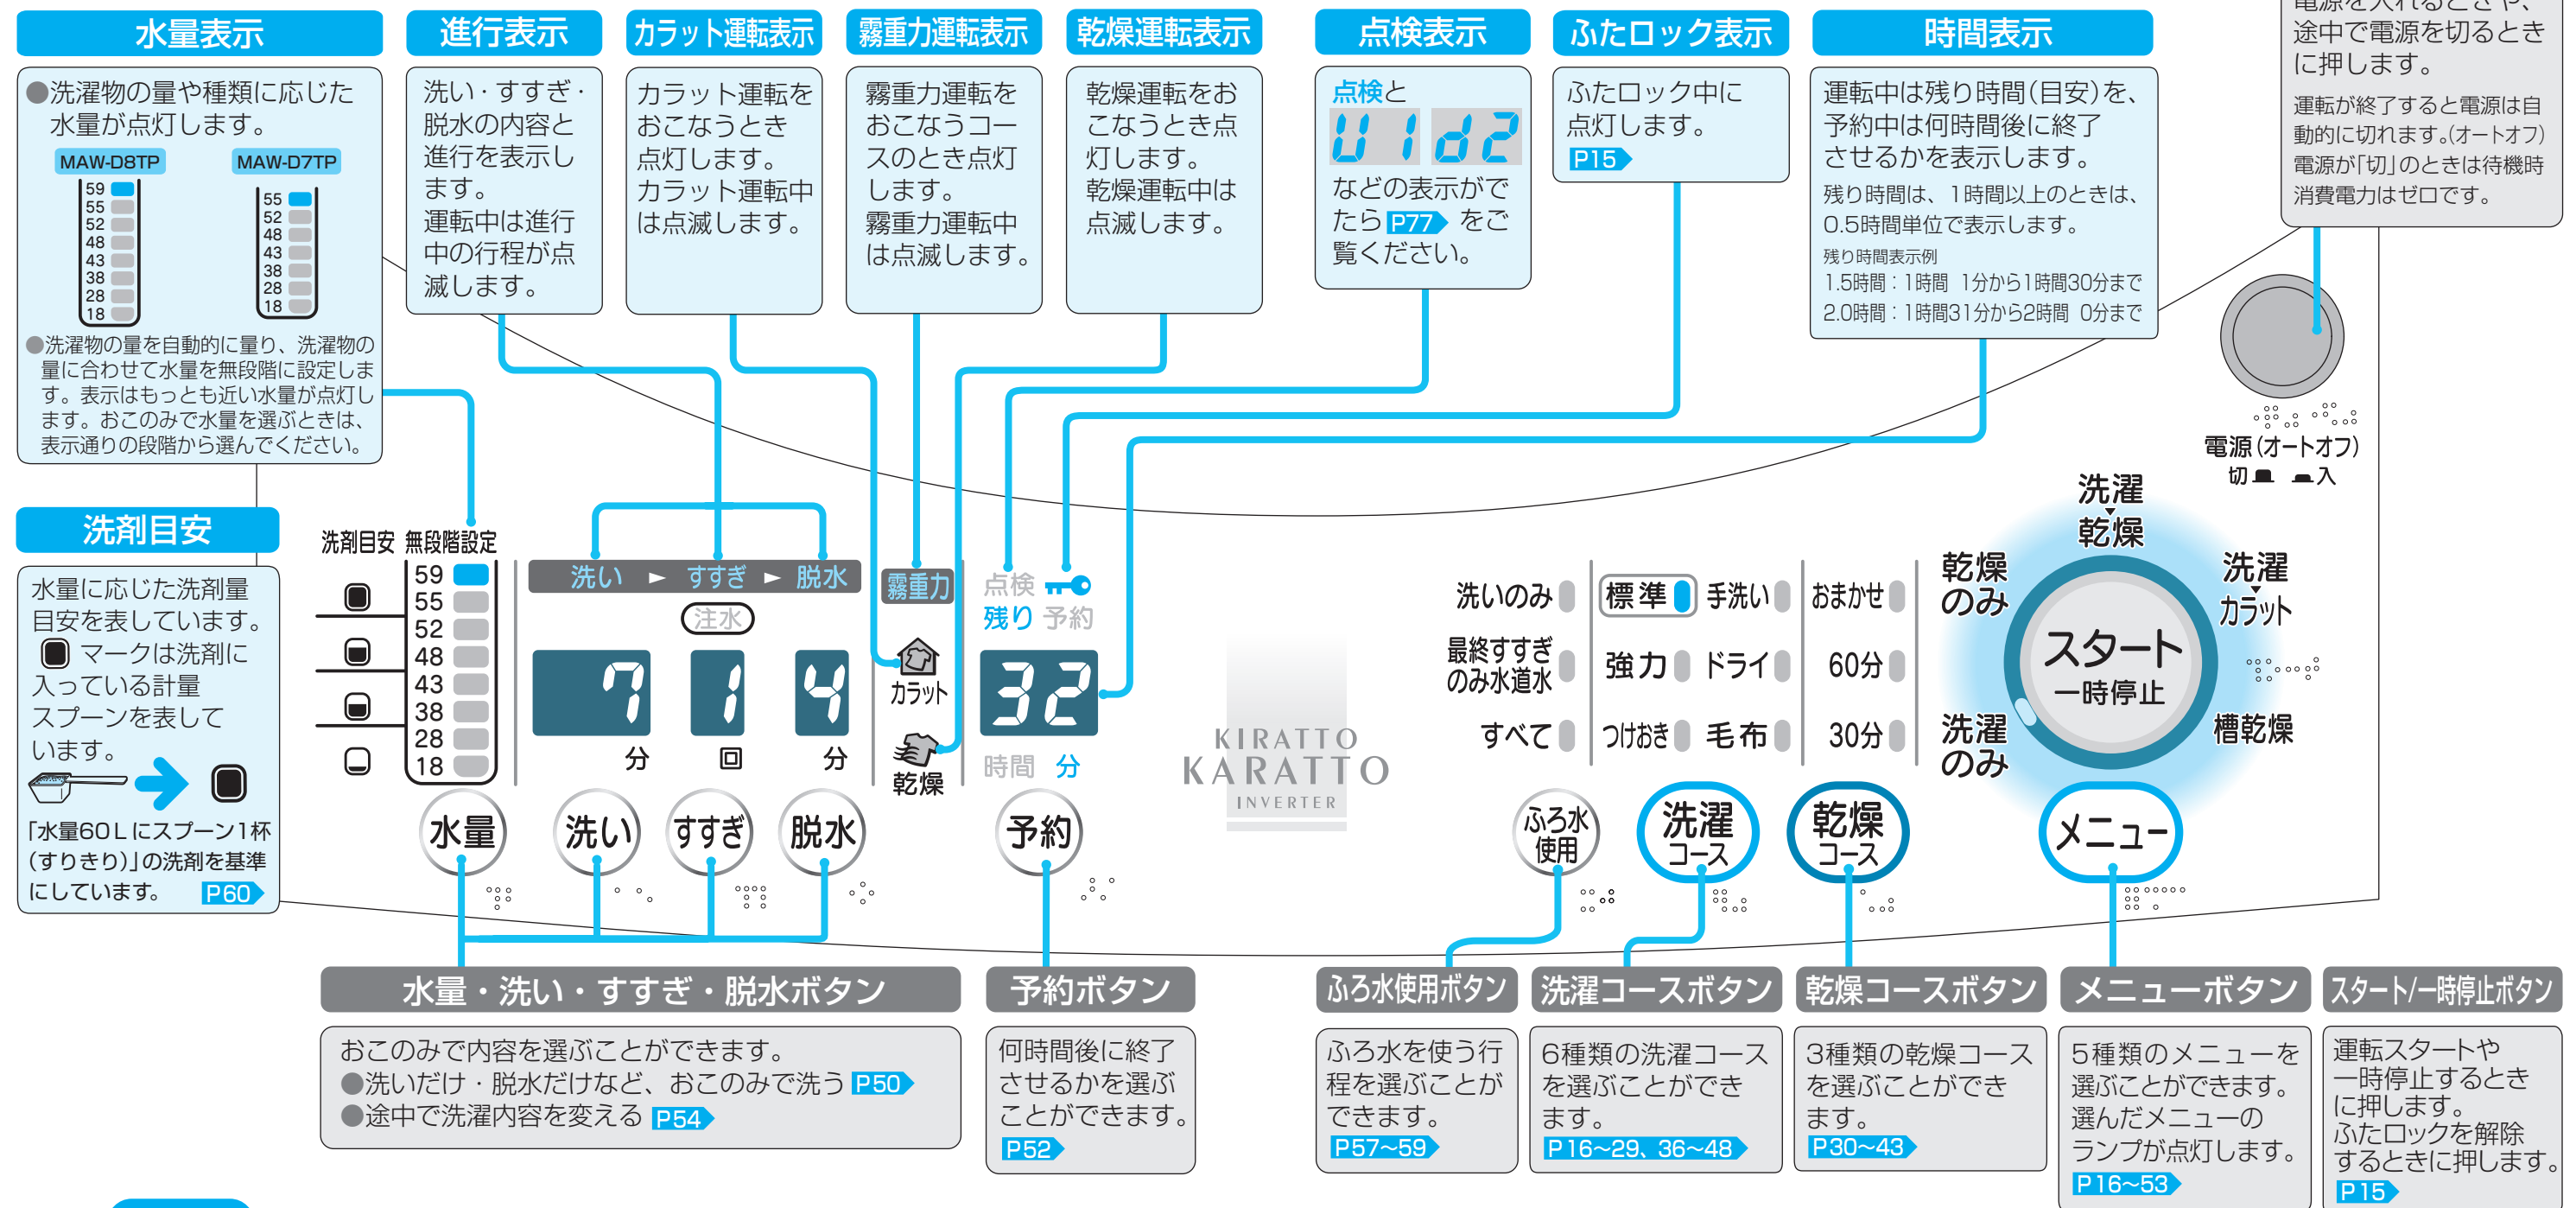 水量表示
●洗濯物の量や種類に応じた
水量が点灯します。
MAW-D8TP
59
55
52
48
43
38
28
18
MAW-D7TP
55
52
48
43
38
28
18
●洗濯物の量を自動的に量り、洗濯物の
量に合わせて水量を無段階に設定しま
す。表示はもっとも近い水量が点灯し
ます。おこのみで水量を選ぶときは、
表示通りの段階から選んでください。
進行表示
洗い・すすぎ・
脱水の内容と
進行を表示し
ます。
運転中は進行
中の行程が点
滅します。
カラット運転表示
カラット運転を
おこなうとき
点灯します。
カラット運転中
は点滅します。
霧重力運転表示
霧重力運転を
おこなうコー
スのとき点灯
します。
霧重力運転中
は点滅します。
乾燥運転表示
乾燥運転をお
こなうとき点
灯します。
乾燥運転中は
点滅します。
点検表示
点検と
U1 d2
などの表示がで
たら P77 をご
覧ください。
ふたロック表示
ふたロック中に
点灯します。
P15
時間表示
運転中は残り時間(目安)を、
予約中は何時間後に終了
させるかを表示します。
残り時間は、1時間以上のときは、
0.5時間単位で表示します。
残り時間表示例
1.5時間：1時間 1分から1時間30分まで
2.0時間：1時間31分から2時間 0分まで
電源を入れるときや、
途中で電源を切るとき
に押します。
運転が終了すると電源は自
動的に切れます。(オートオフ)
電源が「切」のときは待機時
消費電力はゼロです。
電源(オートオフ)
切 入
洗剤目安
水量に応じた洗剤量
目安を表しています。
マークは洗剤に
入っている計量
スプーンを表して
います。
「水量60Lにスプーン1杯
(すりきり)」の洗剤を基準
にしています。 P60
洗剤目安 無段階設定
59
55
52
48
43
38
28
18
洗い ► すすぎ ► 脱水
注水
7 1 4
分 回 分
霧重力
カラット
乾燥
点検
残り 予約
32
時間 分
KIRATTO
KARATTO
INVERTER
洗いのみ
最終すすぎ
のみ水道水
すべて
標準 手洗い
強力 ドライ
つけおき 毛布
おまかせ
60分
30分
洗濯
▼
乾燥
乾燥
のみ
洗濯
▼
カラット
スタート
一時停止
洗濯
のみ
槽乾燥
水量
洗い
すすぎ
脱水
予約
ふろ水
使用
洗濯
コース
乾燥
コース
メニュー
水量・洗い・すすぎ・脱水ボタン
おこのみで内容を選ぶことができます。
●洗いだけ・脱水だけなど、おこのみで洗う P50
●途中で洗濯内容を変える P54
予約ボタン
何時間後に終了
させるかを選ぶ
ことができます。
P52
ふろ水使用ボタン
ふろ水を使う行
程を選ぶことが
できます。
P57~59
洗濯コースボタン
6種類の洗濯コース
を選ぶことができ
ます。
P16~29、36~48
乾燥コースボタン
3種類の乾燥コース
を選ぶことができ
ます。
P30~43
メニューボタン
5種類のメニューを
選ぶことができます。
選んだメニューの
ランプが点灯します。
P16~53
スタート/一時停止ボタン
運転スタートや
一時停止するとき
に押します。
ふたロックを解除
するときに押します。
P15